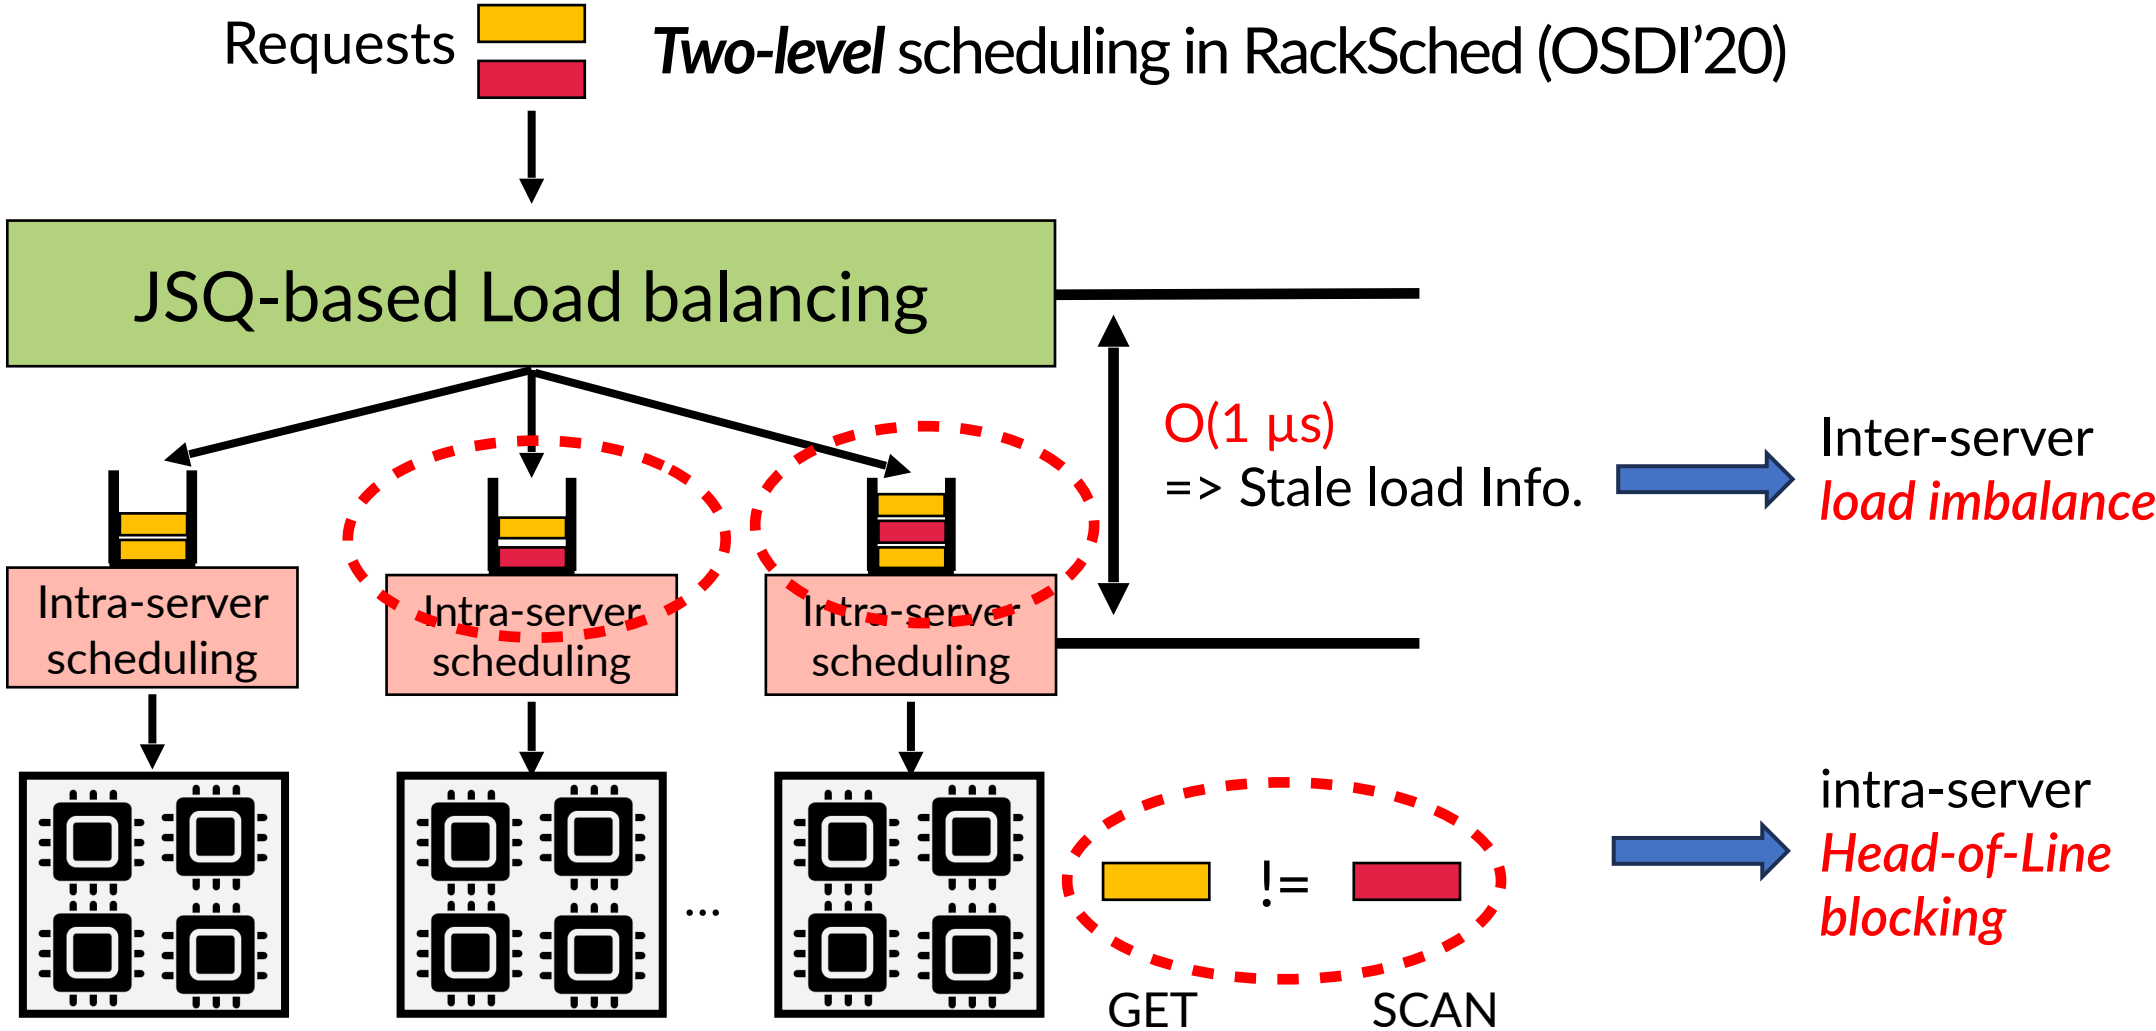 Requests
Two-level scheduling in RackSched (OSDI’20)
JSQ-based Load balancing
O(1 μs)
=> Stale load Info.
Inter-server
load imbalance
Intra-server
scheduling
Intra-server
scheduling
Intra-server
scheduling
...
!=
GET
SCAN
intra-server
Head-of-Line
blocking